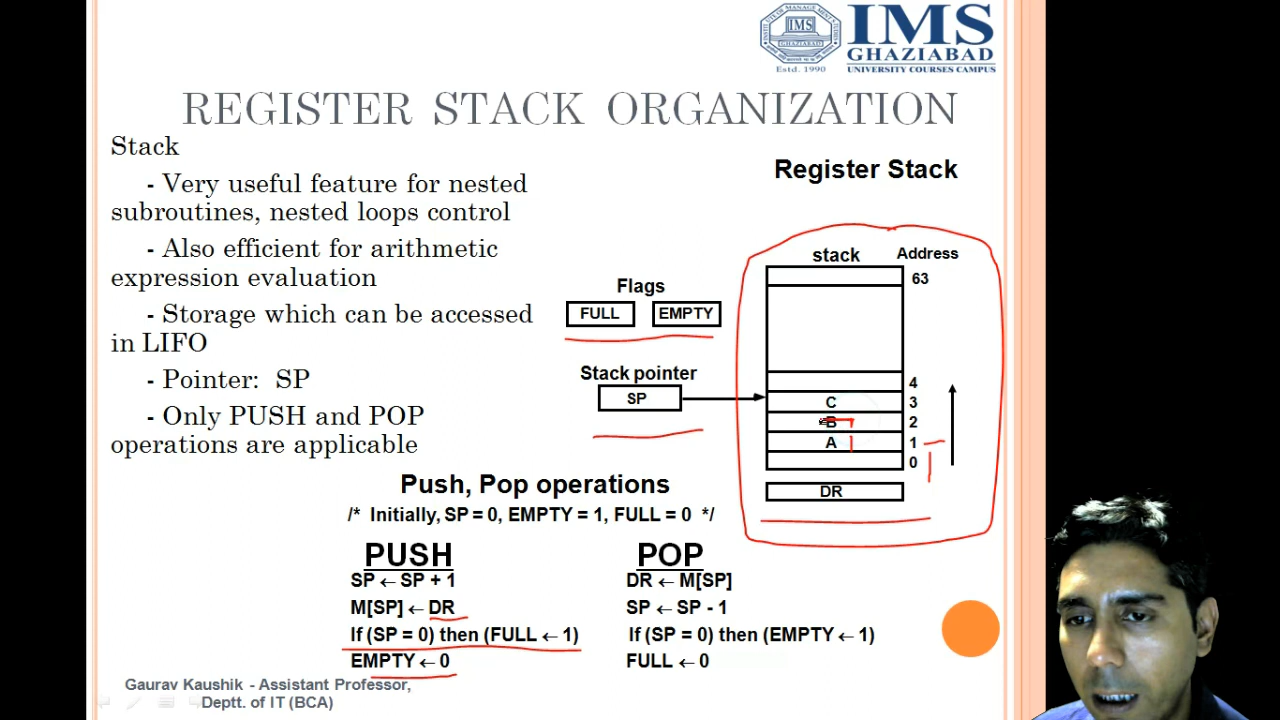 IMS
GHAZIABAD
UNIVERSITY COURSES CAMPUS
IMS
Estd. 1990
REGISTER STACK ORGANIZATION
Stack
- Very useful feature for nested
subroutines, nested loops control
- Also efficient for arithmetic
expression evaluation
- Storage which can be accessed
in LIFO
- Pointer: SP
- Only PUSH and POP
operations are applicable
Register Stack
stack Address
63
Flags
FULL EMPTY
Stack pointer
SP
4
C 3
B 2
A 1
0
DR
Push, Pop operations
/* Initially, SP = 0, EMPTY = 1, FULL = 0 */
PUSH
SP ← SP + 1
M[SP] ← DR
If (SP = 0) then (FULL ← 1)
EMPTY ← 0
POP
DR ← M[SP]
SP ← SP - 1
If (SP = 0) then (EMPTY ← 1)
FULL ← 0
Gaurav Kaushik - Assistant Professor,
Deptt. of IT (BCA)